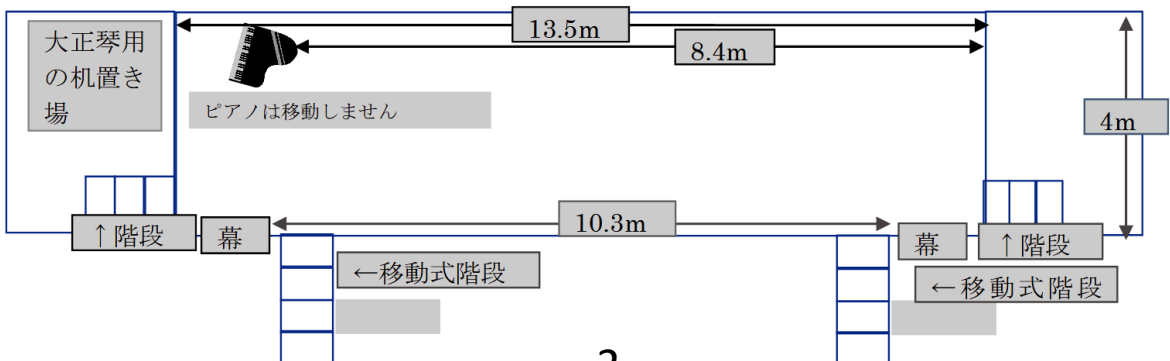 13.5m
8.4m
大正琴用
の机置き
場
ピアノは移動しません
4m
10.3m
↑階段
幕
幕
↑階段
←移動式階段
←移動式階段